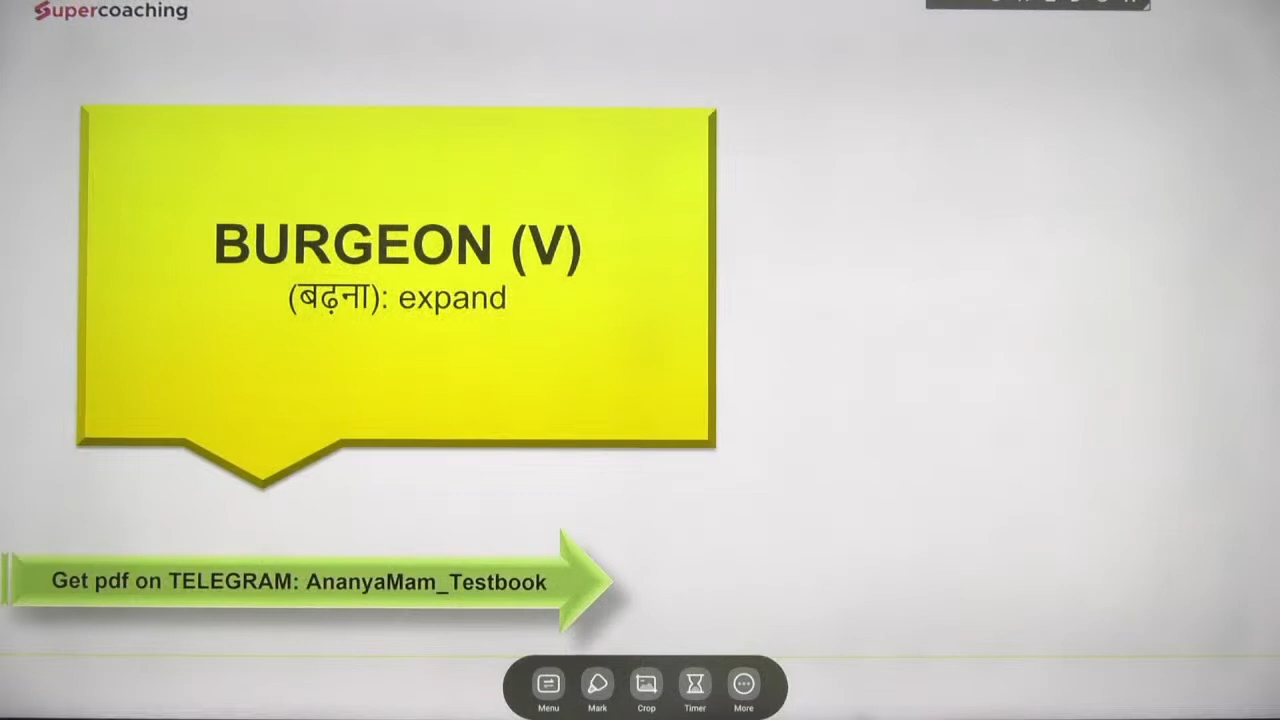 Supercoaching
BURGEON (V)
(बढ़ना): expand
Get pdf on TELEGRAM: AnanyaMam_Testbook
Menu Mark Crop Timer More